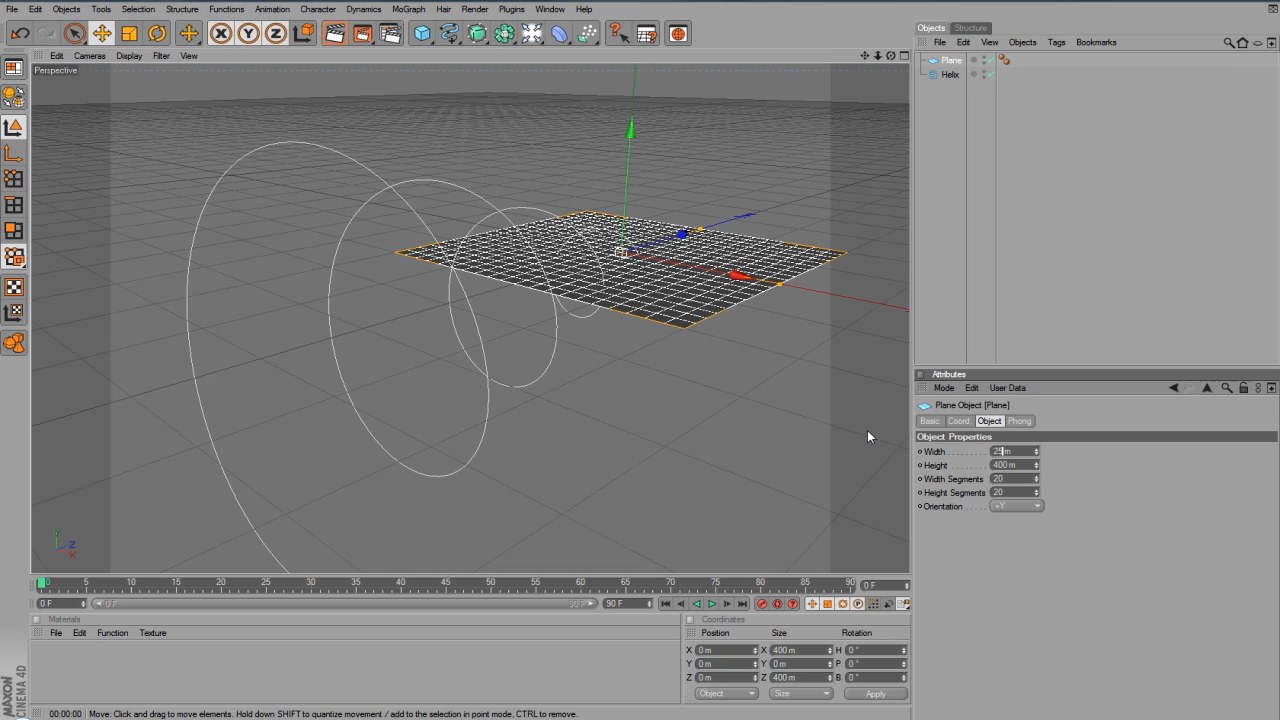 File Edit Objects Tools Selection Structure Functions Animation Character Dynamics MoGraph Hair Render Plugins Window Help
X Y Z
Objects Structure
File Edit View Objects Tags Bookmarks
Edit Cameras Display Filter View
Perspective
Plane
Helix
Y
Z
X
Attributes
Mode Edit User Data
Plane Object [Plane]
Basic Coord Object Phong
Object Properties
Width 25 m
Height 400 m
Width Segments 20
Height Segments 20
Orientation +Y
0 5 10 15 20 25 30 35 40 45 50 55 60 65 70 75 80 85 90 0 F
0 F 0 F 90 F 90 F
Materials
File Edit Function Texture
Coordinates
Position Size Rotation
X 0 m X 400 m H 0 °
Y 0 m Y 0 m P 0 °
Z 0 m Z 400 m B 0 °
Object Size Apply
MAXON
CINEMA 4D
00:00:00 Move: Click and drag to move elements. Hold down SHIFT to quantize movement / add to the selection in point mode, CTRL to remove.